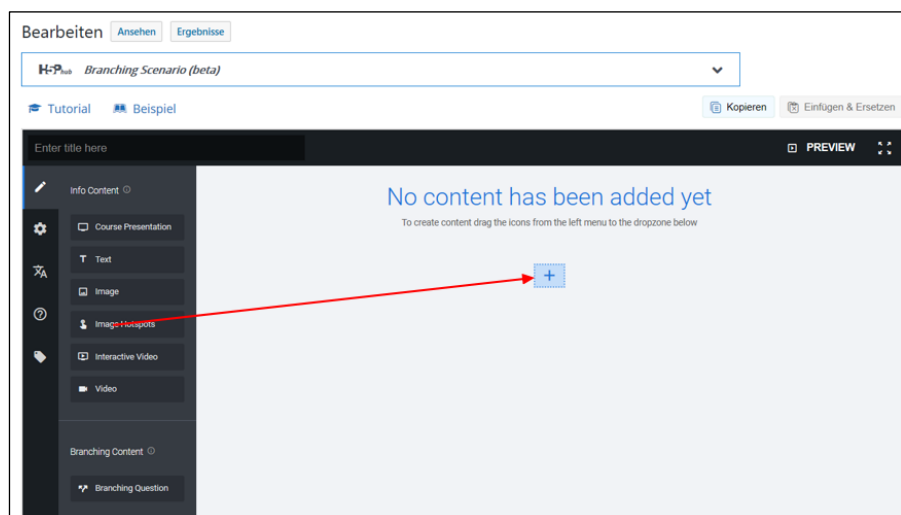 Bearbeiten Ansehen Ergebnisse
H5P hub Branching Scenario (beta)
Tutorial Beispiel Kopieren Einfügen & Ersetzen
Enter title here PREVIEW
Info Content
Course Presentation
Text
Image
Image Hotspots
Interactive Video
Video
Branching Content
Branching Question
No content has been added yet
To create content drag the icons from the left menu to the dropzone below
+